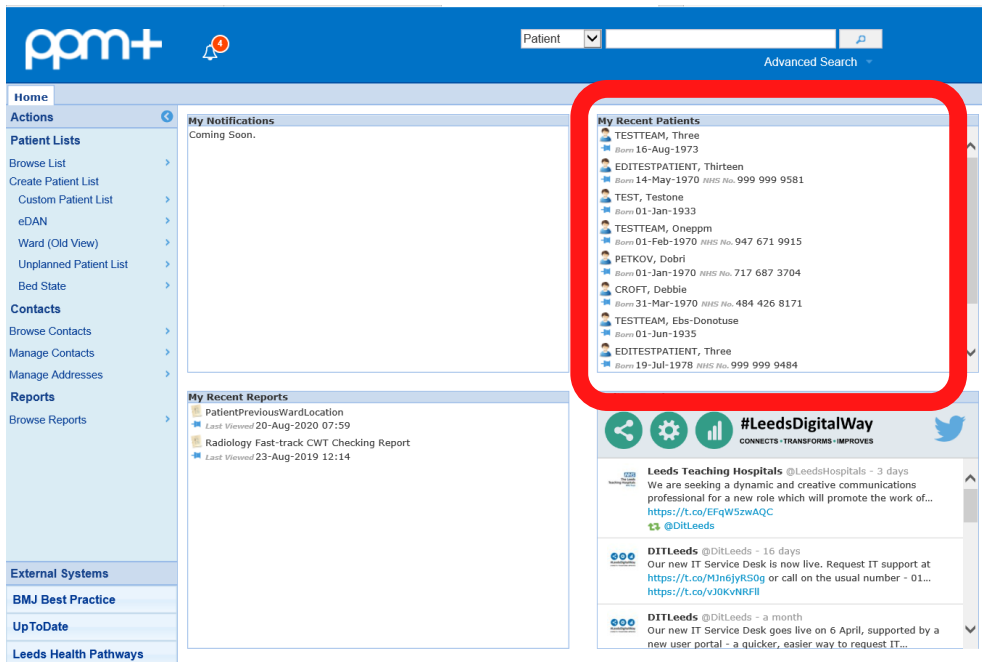 ppm+
4
Patient
Advanced Search
Home
Actions
Patient Lists
Browse List
Create Patient List
Custom Patient List
eDAN
Ward (Old View)
Unplanned Patient List
Bed State
Contacts
Browse Contacts
Manage Contacts
Manage Addresses
Reports
Browse Reports
External Systems
BMJ Best Practice
UpToDate
Leeds Health Pathways
My Notifications
Coming Soon.
My Recent Patients
TESTTEAM, Three
Born 16-Aug-1973
EDITESTPATIENT, Thirteen
Born 14-May-1970 NHS No. 999 999 9581
TEST, Testone
Born 01-Jan-1933
TESTTEAM, Oneppm
Born 01-Feb-1970 NHS No. 947 671 9915
PETKOV, Dobri
Born 01-Jan-1970 NHS No. 717 687 3704
CROFT, Debbie
Born 31-Mar-1970 NHS No. 484 426 8171
TESTTEAM, Ebs-Donotuse
Born 01-Jun-1935
EDITESTPATIENT, Three
Born 19-Jul-1978 NHS No. 999 999 9484
My Recent Reports
PatientPreviousWardLocation
Last Viewed 20-Aug-2020 07:59
Radiology Fast-track CWT Checking Report
Last Viewed 23-Aug-2019 12:14
#LeedsDigitalWay
CONNECTS•TRANSFORMS•IMPROVES
Leeds Teaching Hospitals @LeedsHospitals - 3 days
We are seeking a dynamic and creative communications
professional for a new role which will promote the work of...
https://t.co/EFqW5zwAQC
@DitLeeds
DITLeeds @DitLeeds - 16 days
Our new IT Service Desk is now live. Request IT support at
https://t.co/MJn6jyRS0g or call on the usual number - 01...
https://t.co/vJ0KvNRFll
DITLeeds @DitLeeds - a month
Our new IT Service Desk goes live on 6 April, supported by a
new user portal - a quicker, easier way to request IT...